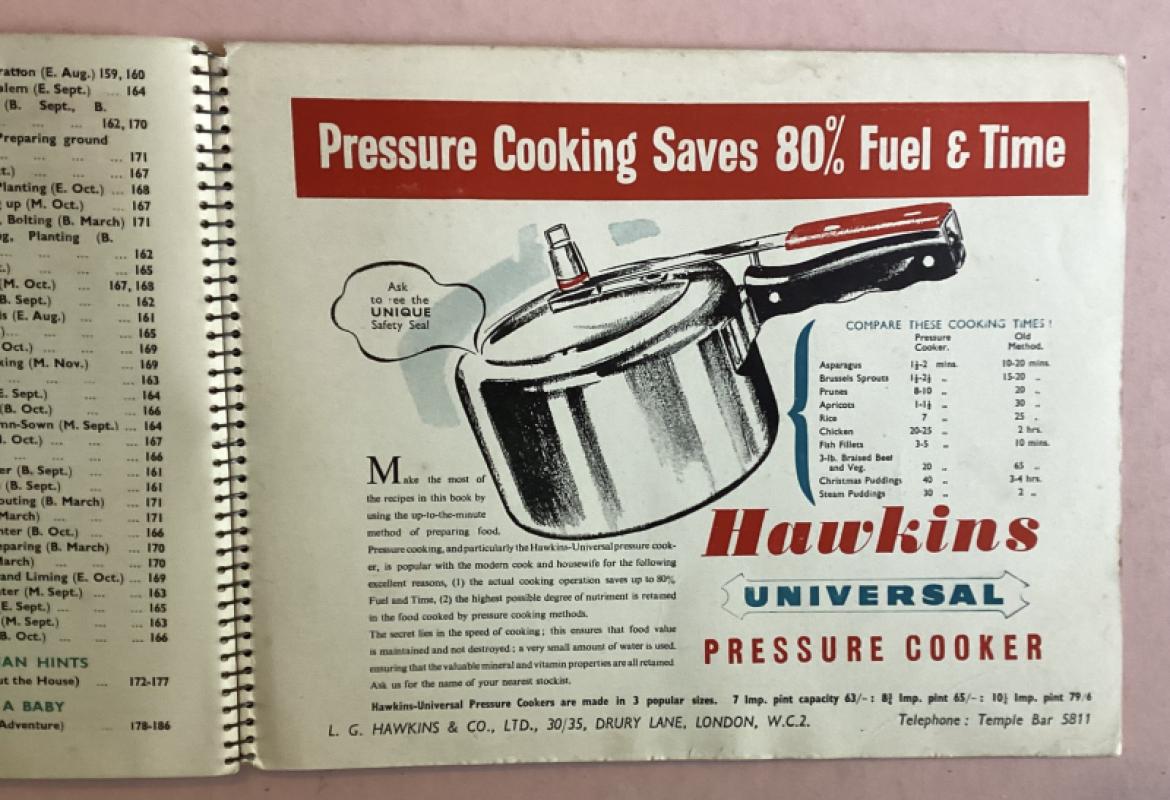 ration (E. Aug.) 159, 160
alem (E. Sept.) ... 164
(B. Sept., B.
... ... ... 162, 170
Preparing ground
... ... ... ... 171
t.) ... ... ... 167
Planting (E. Oct.) ... 168
up (M. Oct.) ... 167
Bolting (B. March) 171
g, Planting (B.
... ... ... ... 162
.) ... ... ... 165
(M. Oct.) ... 167, 168
B. Sept.) ... ... 162
is (E. Aug.) ... 161
)... ... ... ... 165
Oct.) ... ... ... 169
king (M. Nov.) ... 169
... ... ... ... 163
E. Sept.) ... ... 164
(B. Oct.) ... ... 166
mn-Sown (M. Sept.) ... 164
. Oct.) ... ... 167
... ... ... ... 166
er (B. Sept.) ... 161
(B. Sept.) ... ... 161
outing (B. March) ... 171
March) ... ... ... 171
nter (B. Oct.) ... 166
eparing (B. March) ... 170
March) ... ... ... 170
and Liming (E. Oct.) ... 169
ter (M. Sept.) ... 163
E. Sept.) ... ... ... 165
(M. Sept.) ... ... 163
B. Oct.) ... ... ... 166
AN HINTS
ut the House) ... 172-177
A BABY
Adventure) ... ... 178-186
Pressure Cooking Saves 80% Fuel & Time
Ask
to ee the
UNIQUE
Safety Seal
COMPARE THESE COOKING TIMES!
Pressure Cooker. Old Method.
Asparagus 1½-2 mins. 10-20 mins.
Brussels Sprouts 1½-2½ „ 15-20 „
Prunes 8-10 „ 20 „
Apricots 1-1½ „ 30 „
Rice 7 „ 25 „
Chicken 20-25 „ 2 hrs.
Fish Fillets 3-5 „ 10 mins.
3-lb. Braised Beef
and Veg. 20 „ 65 „
Christmas Puddings 40 „ 3-4 hrs.
Steam Puddings 30 „ 2 „
Make the most of
the recipes in this book by
using the up-to-the-minute
method of preparing food.
Pressure cooking, and particularly the Hawkins-Universal pressure cook-
er, is popular with the modern cook and housewife for the following
excellent reasons, (1) the actual cooking operation saves up to 80%
Fuel and Time, (2) the highest possible degree of nutriment is retained
in the food cooked by pressure cooking methods.
The secret lies in the speed of cooking; this ensures that food value
is maintained and not destroyed; a very small amount of water is used,
ensuring that the valuable mineral and vitamin properties are all retained
Ask us for the name of your nearest stockist.
Hawkins
UNIVERSAL
PRESSURE COOKER
Hawkins-Universal Pressure Cookers are made in 3 popular sizes. 7 Imp. pint capacity 63/-: 8¾ Imp. pint 65/-: 10½ Imp. pint 79/6
L. G. HAWKINS & CO., LTD., 30/35, DRURY LANE, LONDON, W.C.2. Telephone: Temple Bar 5811